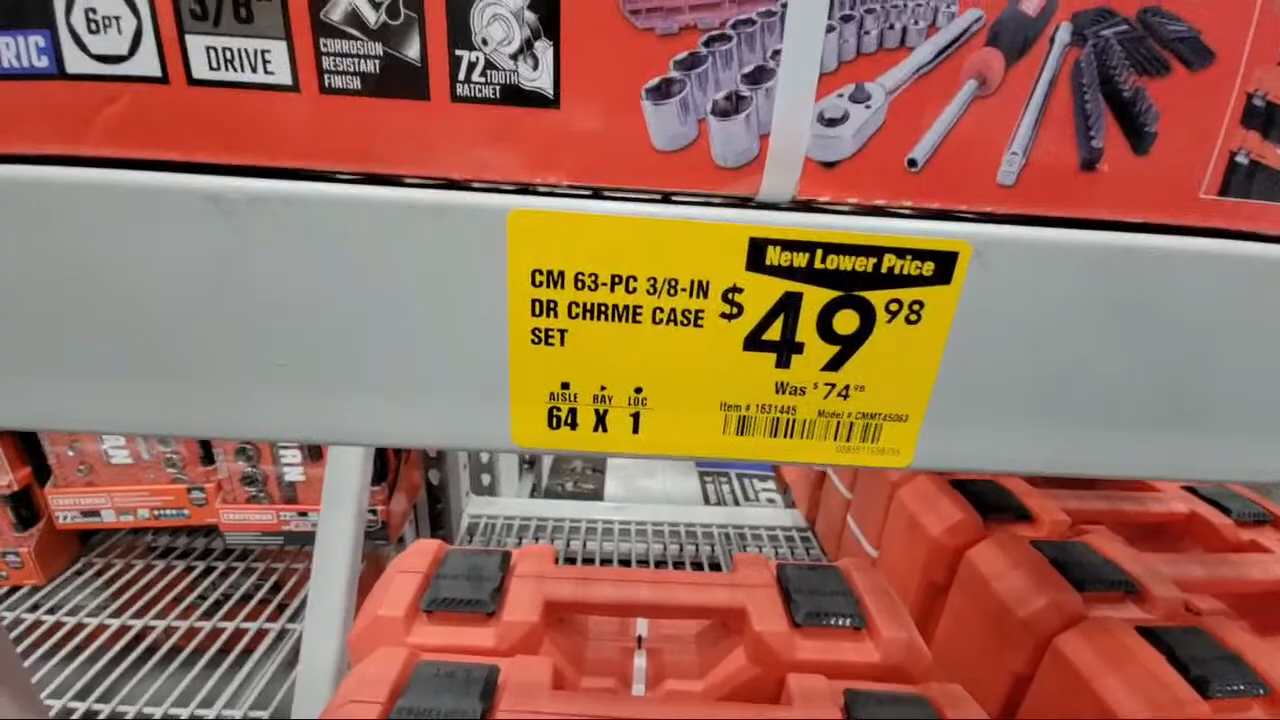 RIC
6PT
3/8"
DRIVE
CORROSION
RESISTANT
FINISH
72 TOOTH
RATCHET
New Lower Price
CM 63-PC 3/8-IN
DR CHRME CASE
SET
$49 98
Was $74 98
AISLE BAY LOC
64 X 1
Item # 1631445 Model # CMMT45063
CRAFTSMAN
CRAFTSMAN